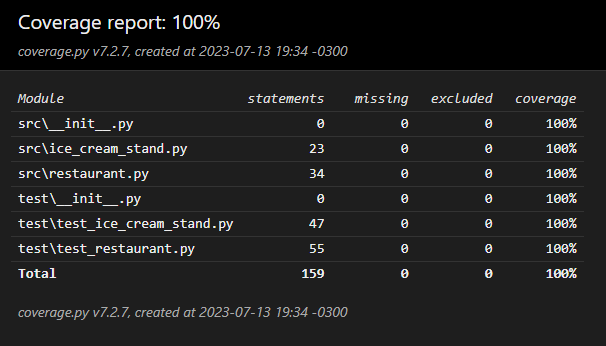 Coverage report: 100%
coverage.py v7.2.7, created at 2023-07-13 19:34 -0300
Module statements missing excluded coverage
src\__init__.py 0 0 0 100%
src\ice_cream_stand.py 23 0 0 100%
src\restaurant.py 34 0 0 100%
test\__init__.py 0 0 0 100%
test\test_ice_cream_stand.py 47 0 0 100%
test\test_restaurant.py 55 0 0 100%
Total 159 0 0 100%
coverage.py v7.2.7, created at 2023-07-13 19:34 -0300